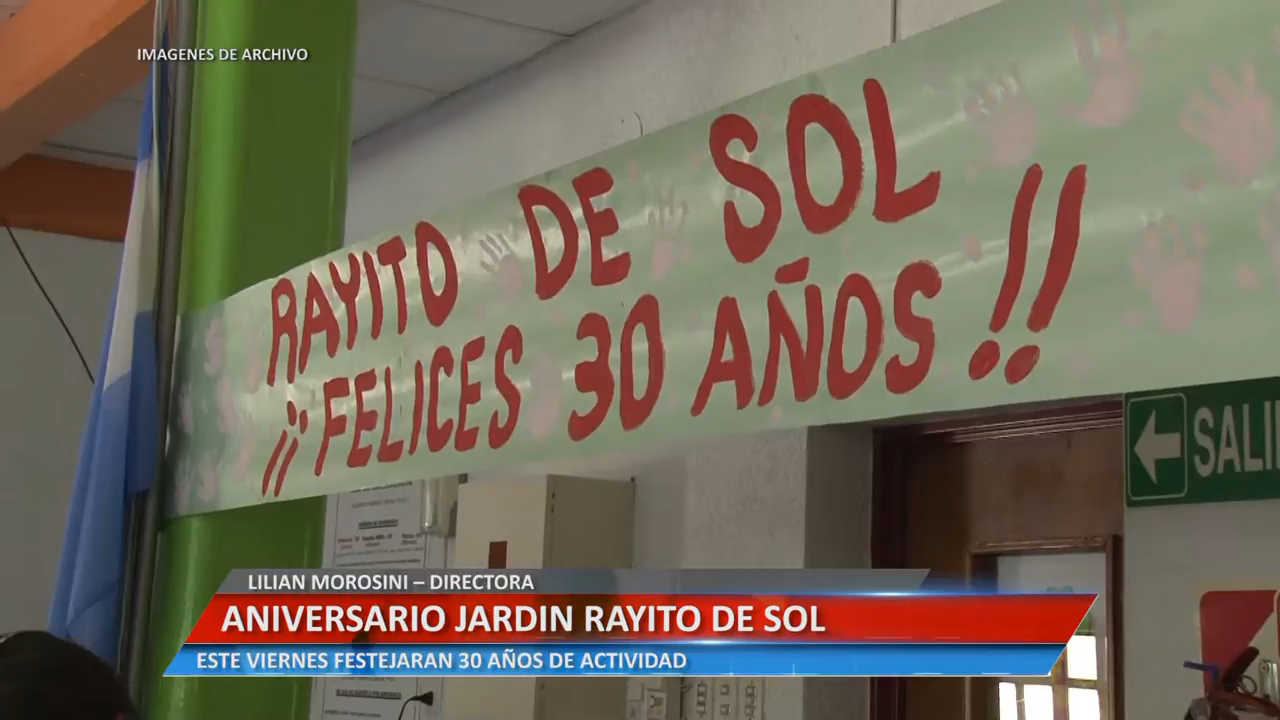 IMAGENES DE ARCHIVO
RAYITO DE SOL
¡¡FELICES 30 AÑOS!!
SALI
LILIAN MOROSINI – DIRECTORA
ANIVERSARIO JARDIN RAYITO DE SOL
ESTE VIERNES FESTEJARAN 30 AÑOS DE ACTIVIDAD